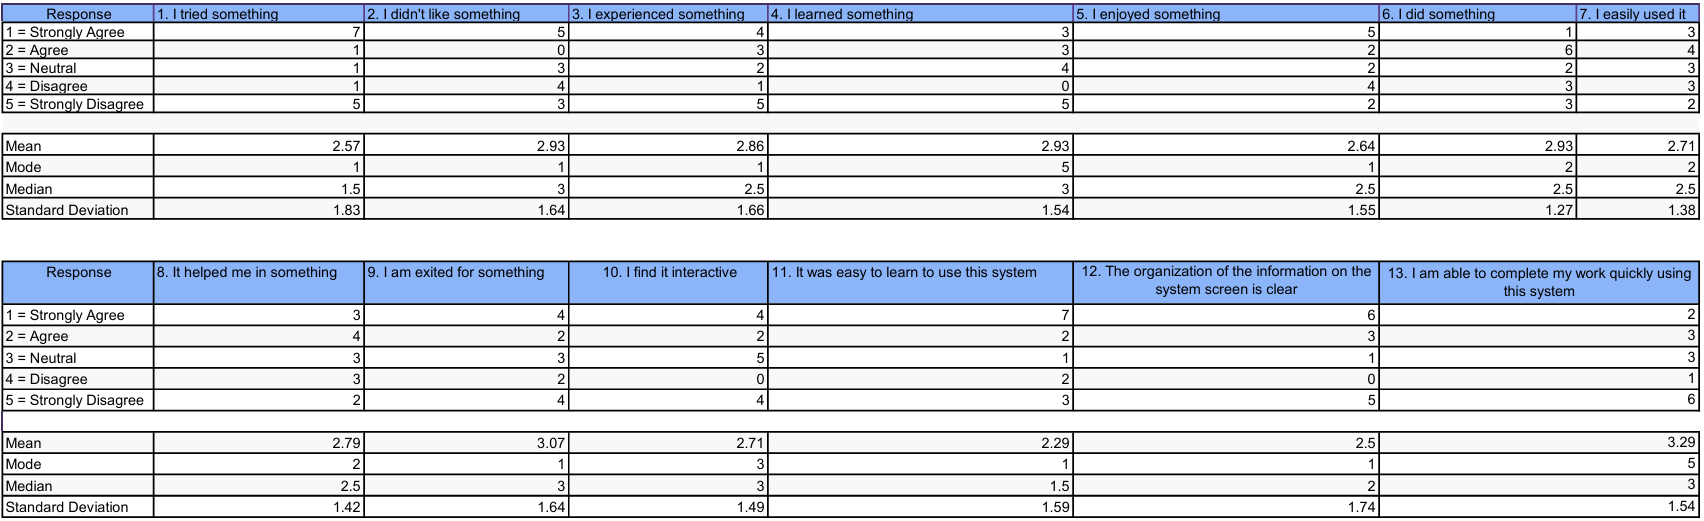 Response 1. I tried something 2. I didn't like something 3. I experienced something 4. I learned something 5. I enjoyed something 6. I did something 7. I easily used it
1 = Strongly Agree 7 5 4 3 5 1 3
2 = Agree 1 0 3 3 2 6 4
3 = Neutral 1 3 2 4 2 2 3
4 = Disagree 1 4 1 0 4 3 3
5 = Strongly Disagree 5 3 5 5 2 3 2
Mean 2.57 2.93 2.86 2.93 2.64 2.93 2.71
Mode 1 1 1 5 1 2 2
Median 1.5 3 2.5 3 2.5 2.5 2.5
Standard Deviation 1.83 1.64 1.66 1.54 1.55 1.27 1.38
Response 8. It helped me in something 9. I am exited for something 10. I find it interactive 11. It was easy to learn to use this system 12. The organization of the information on the 13. I am able to complete my work quickly using
system screen is clear this system
1 = Strongly Agree 3 4 4 7 6 2
2 = Agree 4 2 2 2 3 3
3 = Neutral 3 3 5 1 1 3
4 = Disagree 3 2 0 2 0 1
5 = Strongly Disagree 2 4 4 3 5 6
Mean 2.79 3.07 2.71 2.29 2.5 3.29
Mode 2 1 3 1 1 5
Median 2.5 3 3 1.5 2 3
Standard Deviation 1.42 1.64 1.49 1.59 1.74 1.54